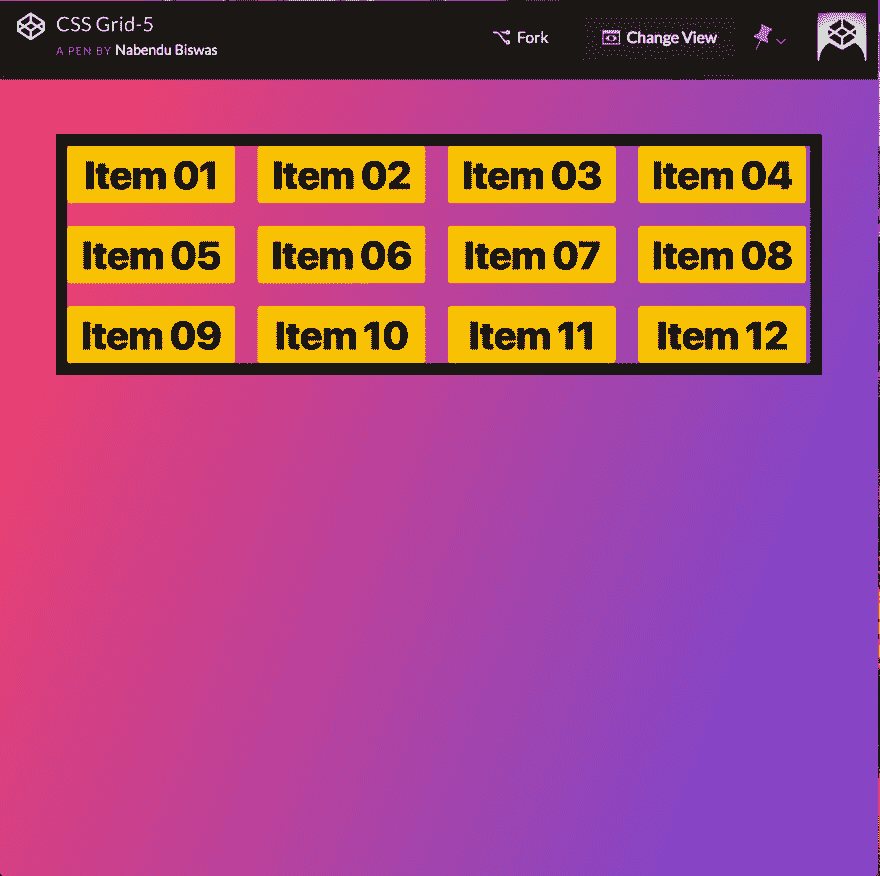 CSS Grid-5
A PEN BY Nabendu Biswas
Fork
Change View
Item 01 Item 02 Item 03 Item 04
Item 05 Item 06 Item 07 Item 08
Item 09 Item 10 Item 11 Item 12